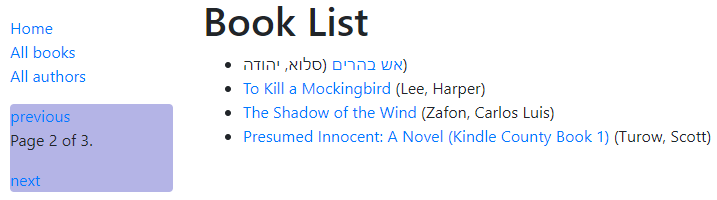 Book List
Home
All books
All authors
previous
Page 2 of 3.
next
אש בהרים (סלוא, יהודה)
To Kill a Mockingbird (Lee, Harper)
The Shadow of the Wind (Zafon, Carlos Luis)
Presumed Innocent: A Novel (Kindle County Book 1) (Turow, Scott)